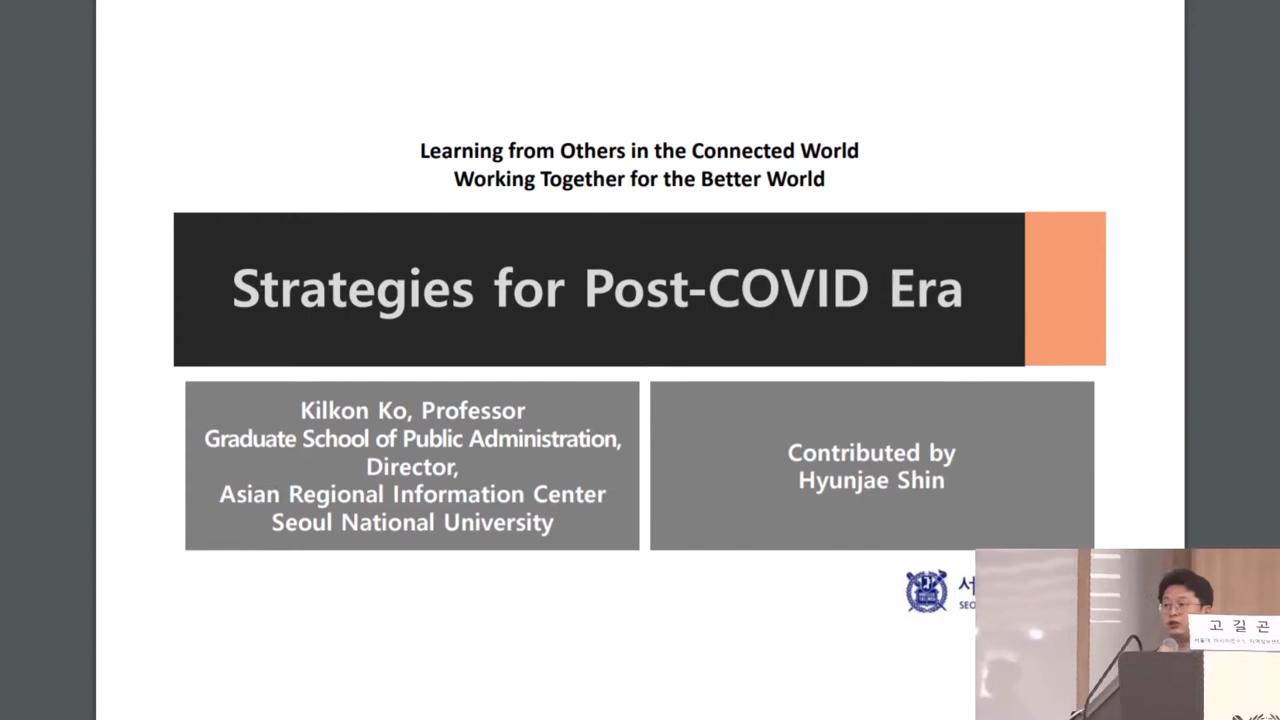 Learning from Others in the Connected World
Working Together for the Better World
Strategies for Post-COVID Era
Kilkon Ko, Professor
Graduate School of Public Administration,
Director,
Asian Regional Information Center
Seoul National University
Contributed by
Hyunjae Shin
서
SEO
고 길 곤